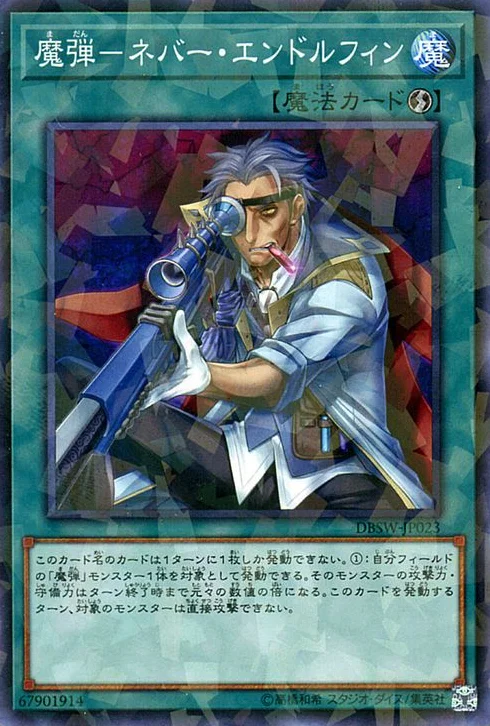 魔弾－ネバー・エンドルフィン 魔
【魔法カード】
DBSW-JP023
このカード名のカードは１ターンに１枚しか発動できない。①：自分フィールド
の「魔弾」モンスター１体を対象として発動できる。そのモンスターの攻撃力・
守備力はターン終了時まで元々の数値の倍になる。このカードを発動する
ターン、対象のモンスターは直接攻撃できない。
67901914
©高橋和希 スタジオ・ダイス/集英社